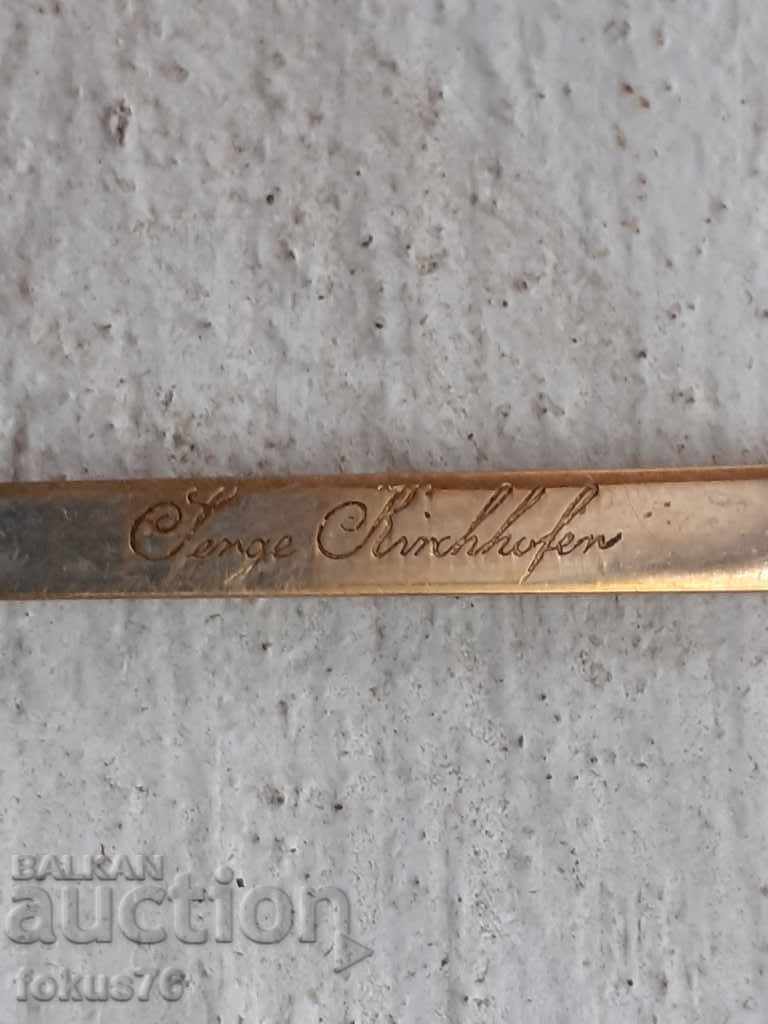 Serge Kirchhofer
BALKAN
auction
fokus76